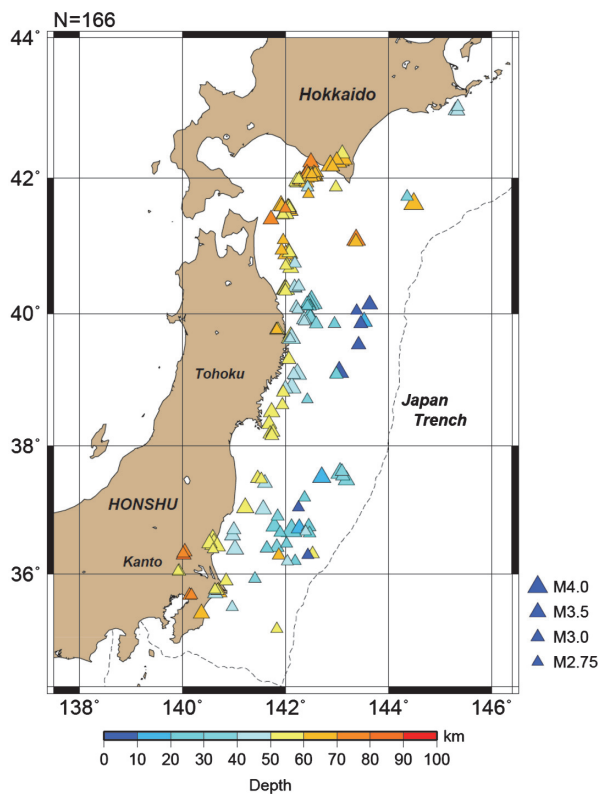 N=166
44°
42°
40°
38°
36°
Hokkaido
Tohoku
Japan
Trench
HONSHU
Kanto
M4.0
M3.5
M3.0
M2.75
138 140 142 144 146
km
0 10 20 30 40 50 60 70 80 90 100
Depth